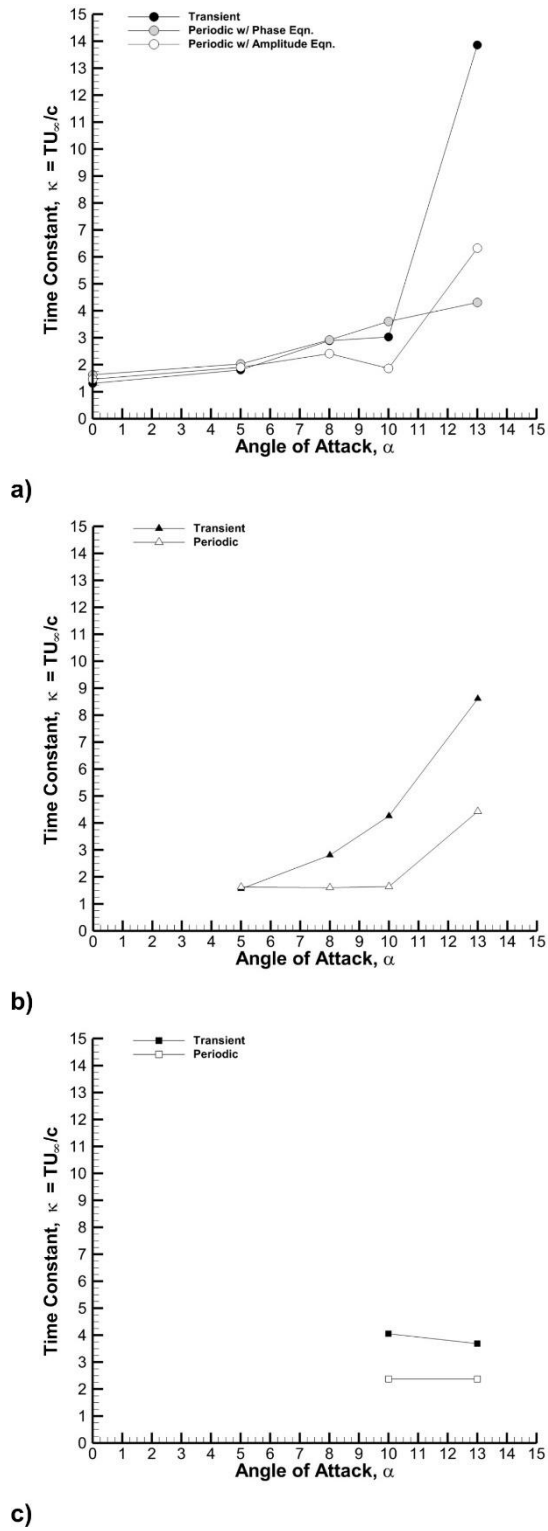 Transient
Periodic w/ Phase Eqn.
Periodic w/ Amplitude Eqn.
Time Constant, κ = TU∞/c
15
14
13
12
11
10
9
8
7
6
5
4
3
2
1
0
0 1 2 3 4 5 6 7 8 9 10 11 12 13 14 15
Angle of Attack, α
a)
Transient
Periodic
Time Constant, κ = TU∞/c
15
14
13
12
11
10
9
8
7
6
5
4
3
2
1
0
0 1 2 3 4 5 6 7 8 9 10 11 12 13 14 15
Angle of Attack, α
b)
Transient
Periodic
Time Constant, κ = TU∞/c
15
14
13
12
11
10
9
8
7
6
5
4
3
2
1
0
0 1 2 3 4 5 6 7 8 9 10 11 12 13 14 15
Angle of Attack, α
c)